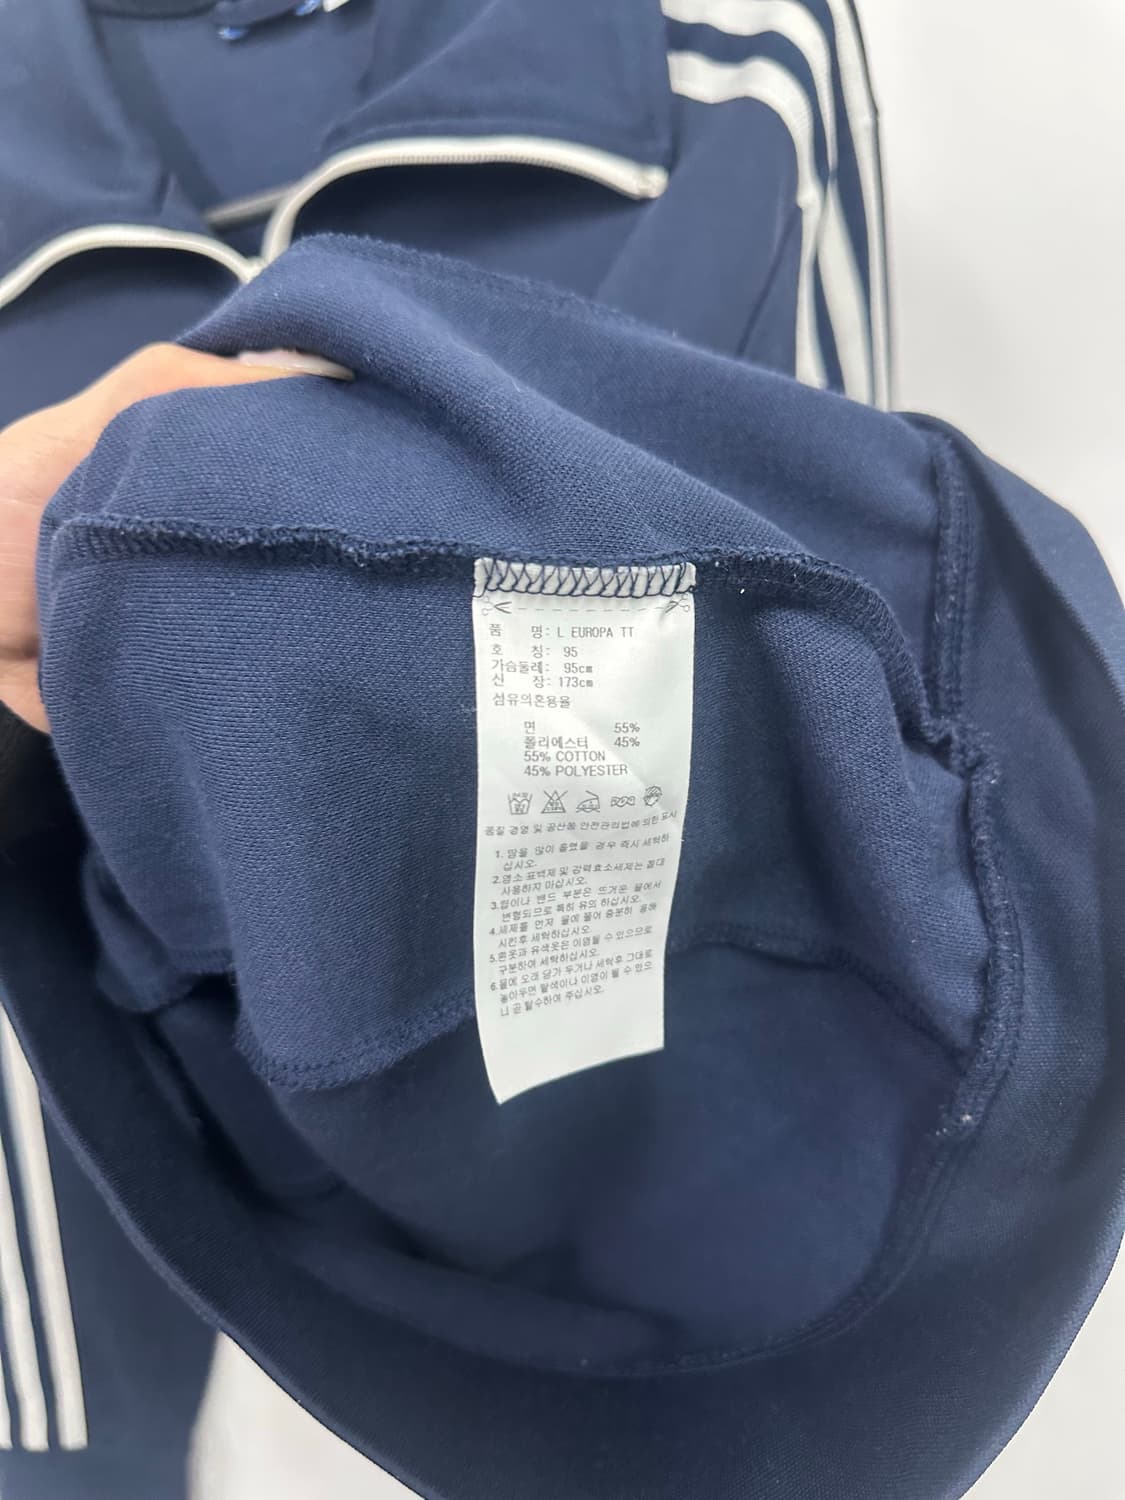 품 명: L EUROPA TT
호 칭: 95
가슴둘레: 95cm
신 장: 173cm
섬유의혼용율
면 55%
폴리에스터 45%
55% COTTON
45% POLYESTER
품질 경영 및 공산품 안전관리법에 의한 표시
1. 땀을 많이 흘렸을 경우 즉시 세탁하
십시오.
2.염소 표백제 및 강력효소세제는 절대
사용하지 마십시오.
3.팔이나 밴드 부분은 뜨거운 물에서
변형되므로 특히 유의 하십시오.
4.세제를 먼저 물에 풀어 충분히 용해
시킨후 세탁하십시오.
5.흰옷과 유색옷은 이염될 수 있으므로
구분하여 세탁하십시오.
6.물에 오래 담가 두거나 세탁후 그대로
놓아두면 탈색이나 이염이 될 수 있으
니 곧 탈수하여 주십시오.